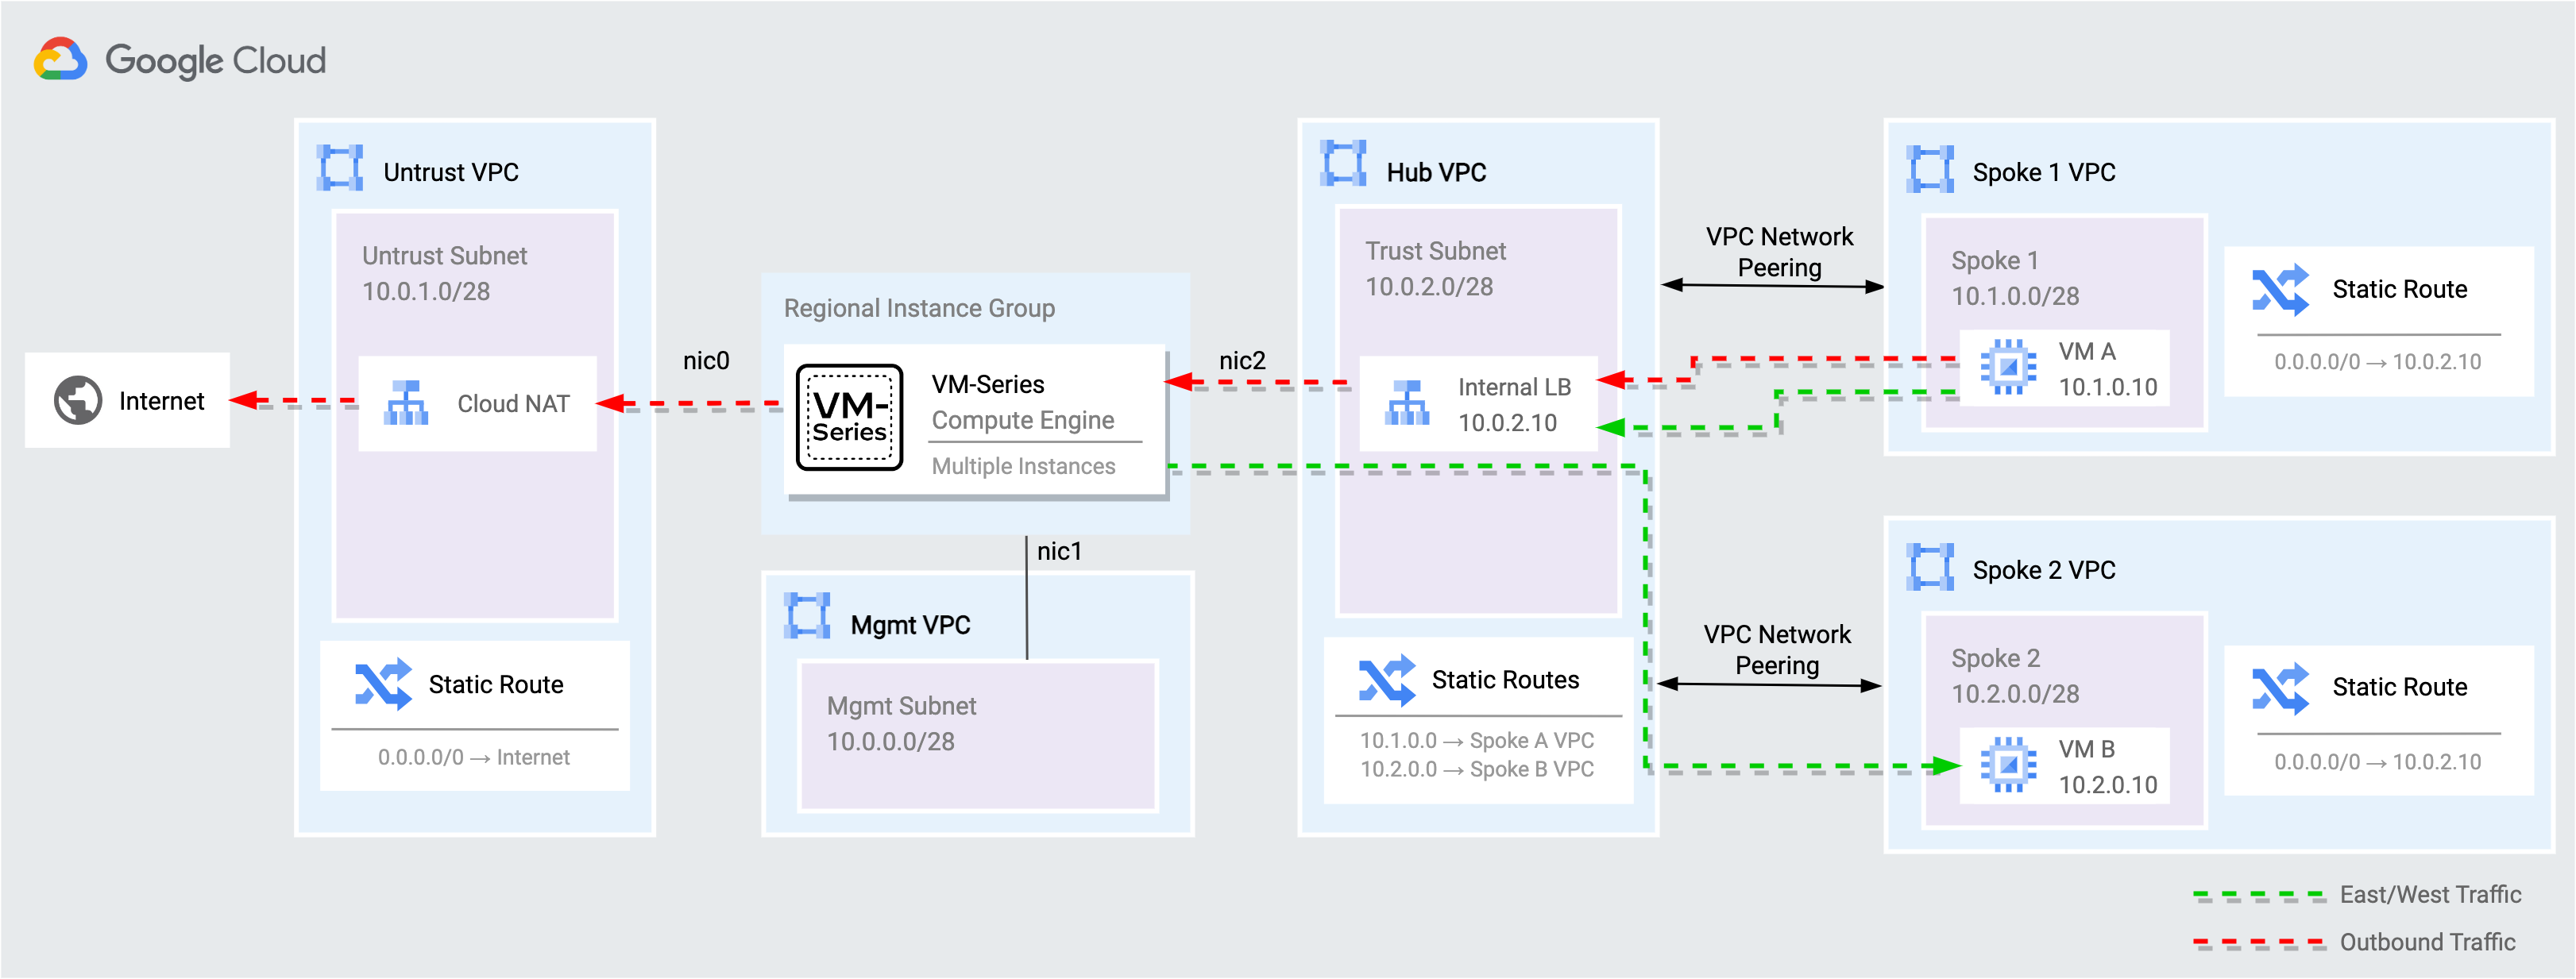 Google Cloud
Untrust VPC
Untrust Subnet
10.0.1.0/28
Internet
Cloud NAT
Static Route
0.0.0.0/0 → Internet
nic0
Regional Instance Group
VM-
Series
VM-Series
Compute Engine
Multiple Instances
nic1
Mgmt VPC
Mgmt Subnet
10.0.0.0/28
nic2
Hub VPC
Trust Subnet
10.0.2.0/28
Internal LB
10.0.2.10
Static Routes
10.1.0.0 → Spoke A VPC
10.2.0.0 → Spoke B VPC
VPC Network
Peering
Spoke 1 VPC
Spoke 1
10.1.0.0/28
VM A
10.1.0.10
Static Route
0.0.0.0/0 → 10.0.2.10
VPC Network
Peering
Spoke 2 VPC
Spoke 2
10.2.0.0/28
VM B
10.2.0.10
Static Route
0.0.0.0/0 → 10.0.2.10
East/West Traffic
Outbound Traffic